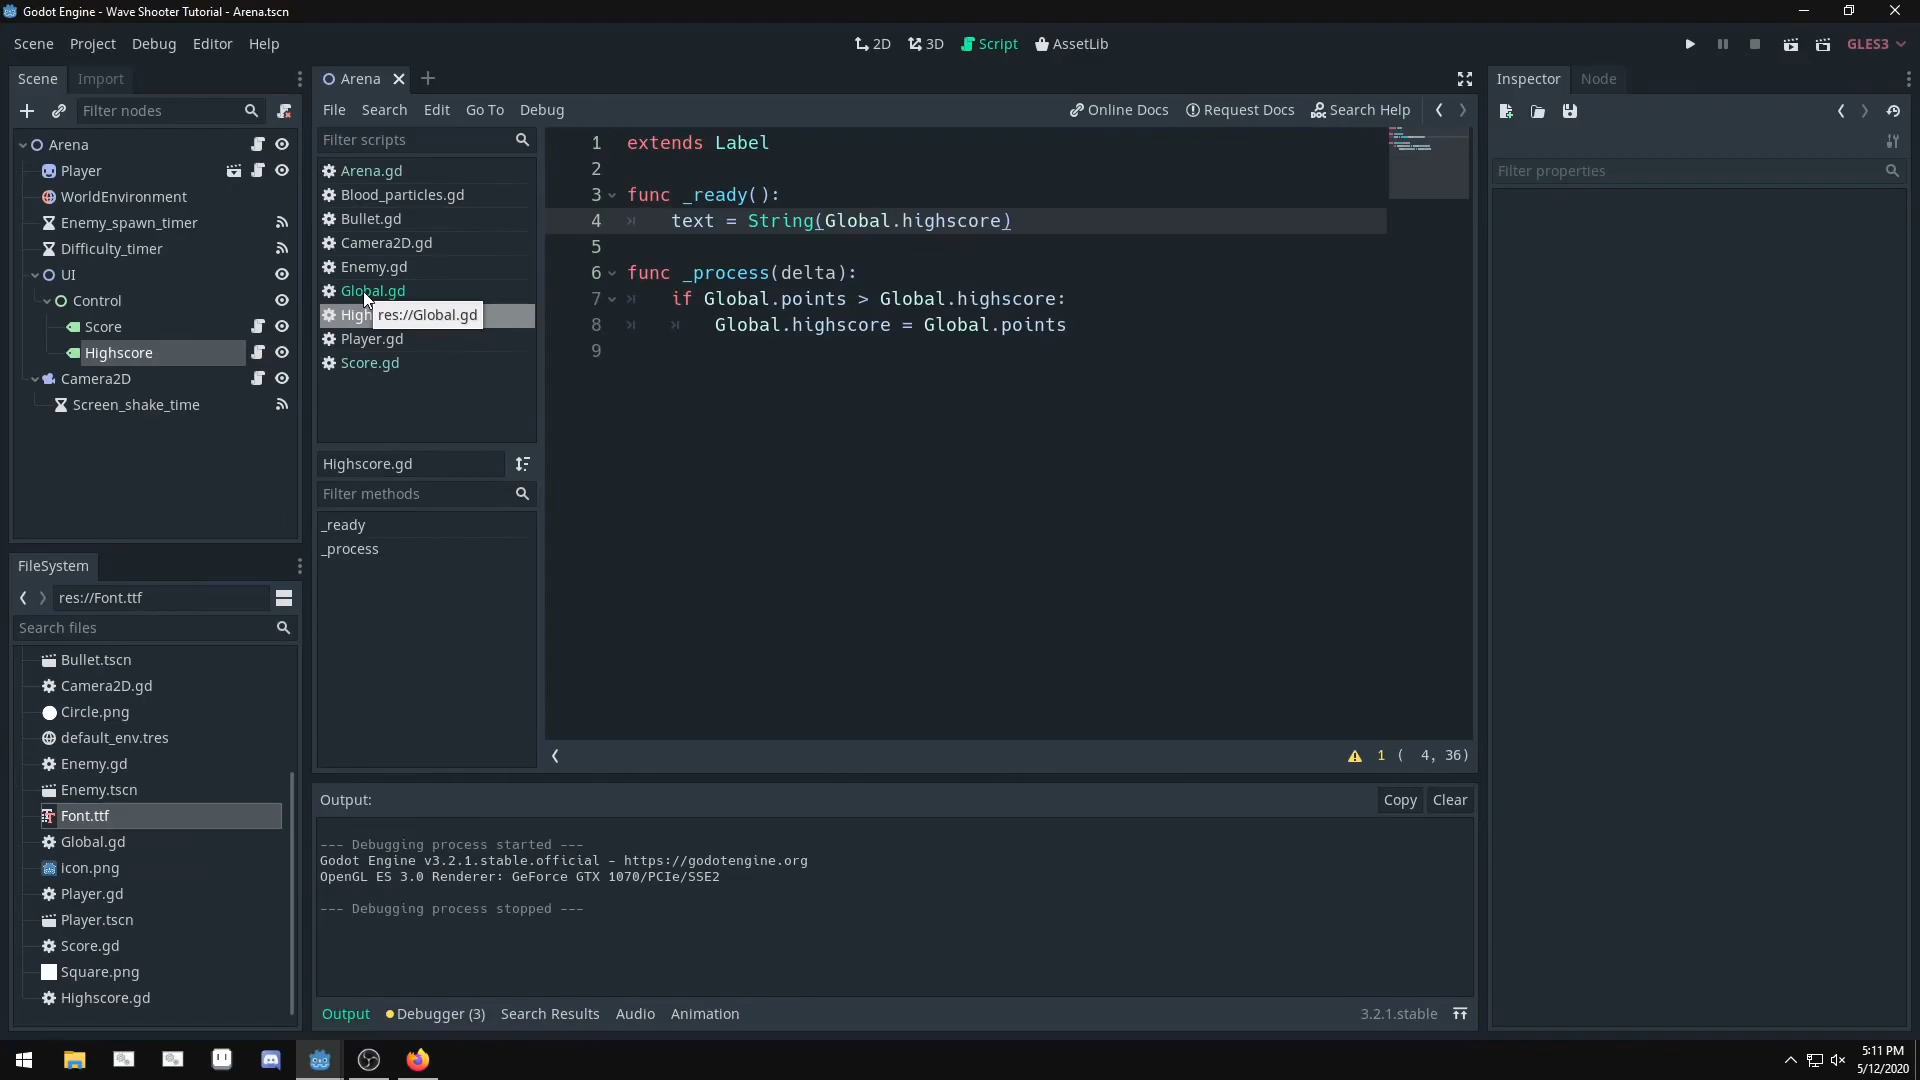 Godot Engine - Wave Shooter Tutorial - Arena.tscn
Scene Project Debug Editor Help
2D 3D Script AssetLib
GLES3
Scene Import
Filter nodes
Arena
Player
WorldEnvironment
Enemy_spawn_timer
Difficulty_timer
UI
Control
Score
Highscore
Camera2D
Screen_shake_time
FileSystem
res://Font.ttf
Search files
Bullet.tscn
Camera2D.gd
Circle.png
default_env.tres
Enemy.gd
Enemy.tscn
Font.ttf
Global.gd
icon.png
Player.gd
Player.tscn
Score.gd
Square.png
Highscore.gd
Arena
File Search Edit Go To Debug
Online Docs Request Docs Search Help
Filter scripts
Arena.gd
Blood_particles.gd
Bullet.gd
Camera2D.gd
Enemy.gd
Global.gd
High res://Global.gd
Player.gd
Score.gd
Highscore.gd
Filter methods
_ready
_process
1 extends Label
2
3 func _ready():
4 text = String(Global.highscore)
5
6 func _process(delta):
7 if Global.points > Global.highscore:
8 Global.highscore = Global.points
9
1 ( 4, 36)
Output:
Copy Clear
--- Debugging process started ---
Godot Engine v3.2.1.stable.official - https://godotengine.org
OpenGL ES 3.0 Renderer: GeForce GTX 1070/PCIe/SSE2
--- Debugging process stopped ---
Output Debugger (3) Search Results Audio Animation
3.2.1.stable
Inspector Node
Filter properties
5:11 PM
5/12/2020